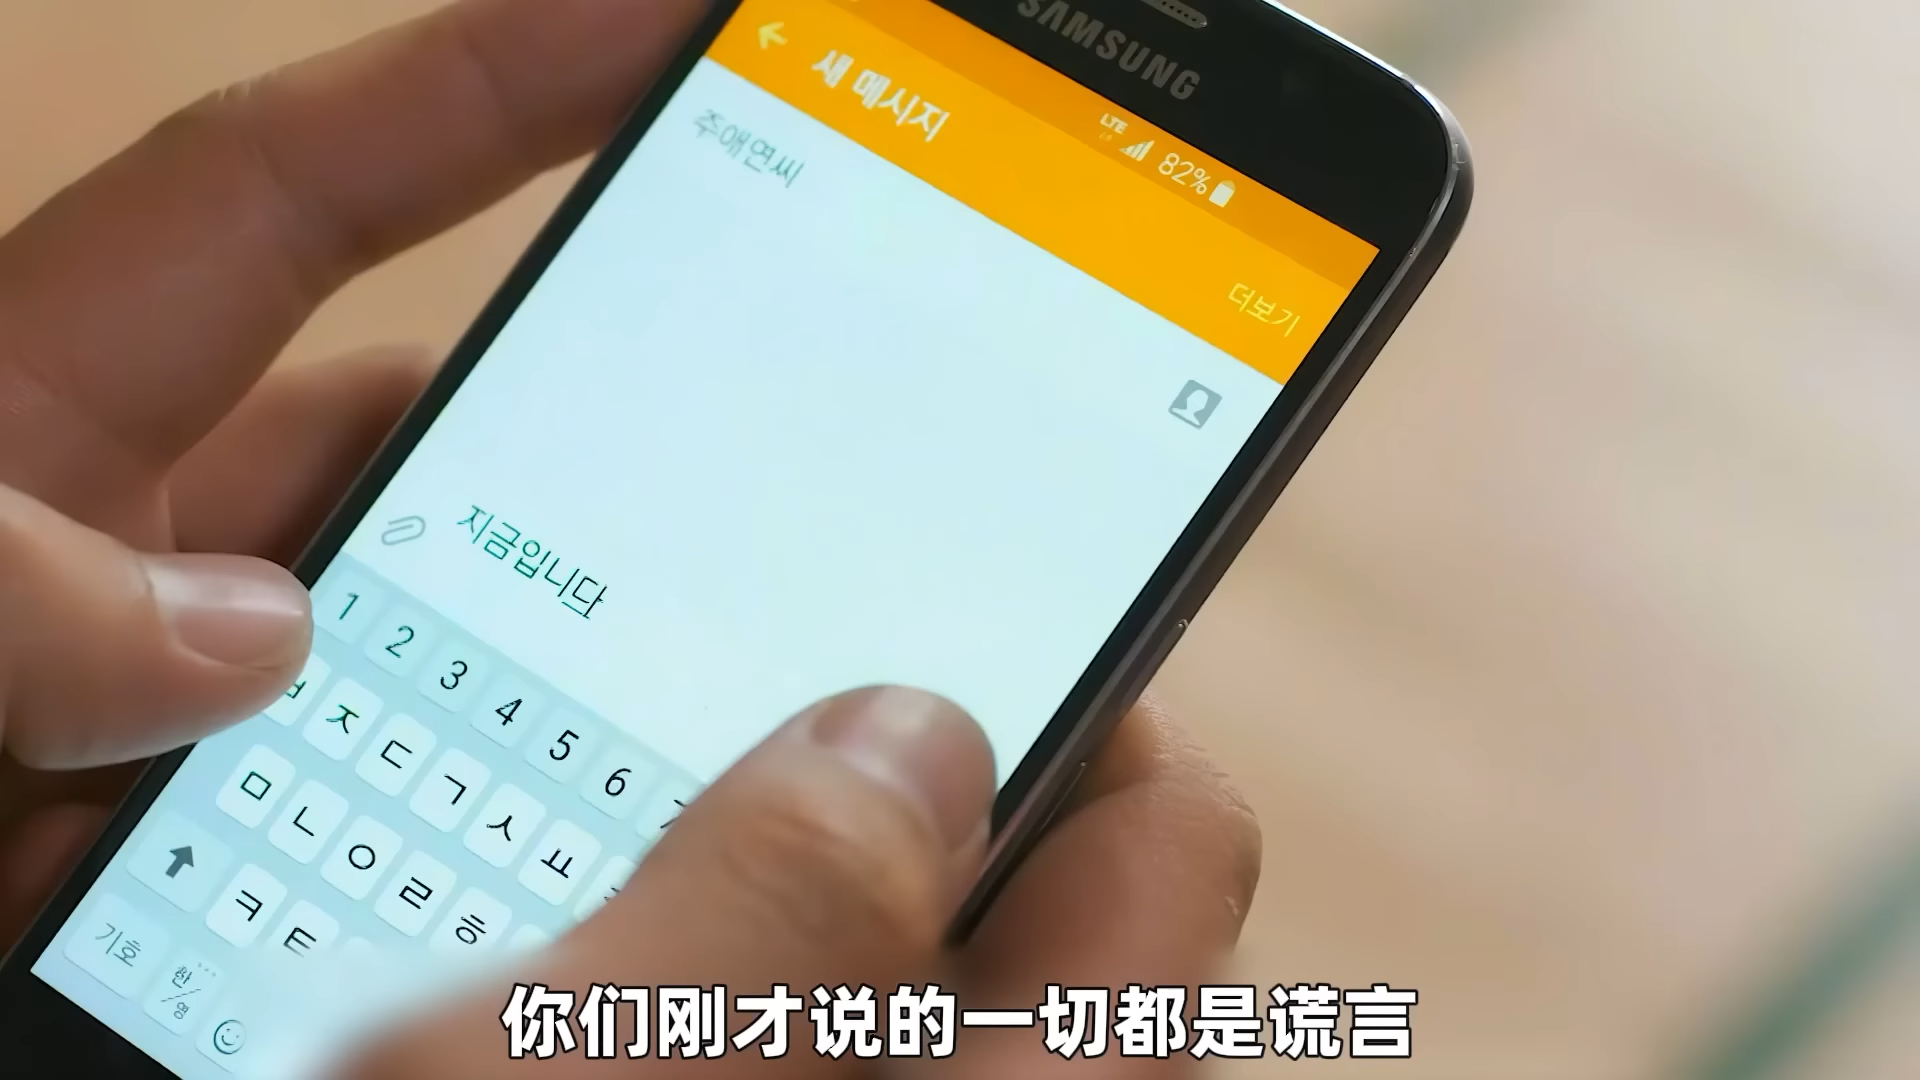 SAMSUNG
LTE 82%
새 메시지
더보기
주애연씨
지금입니다
1 2 3 4 5 6
ㅈ ㄷ ㄱ ㅅ ㅛ
ㅁ ㄴ ㅇ ㄹ ㅎ
ㅋ ㅌ
기호 한/영
你们刚才说的一切都是谎言